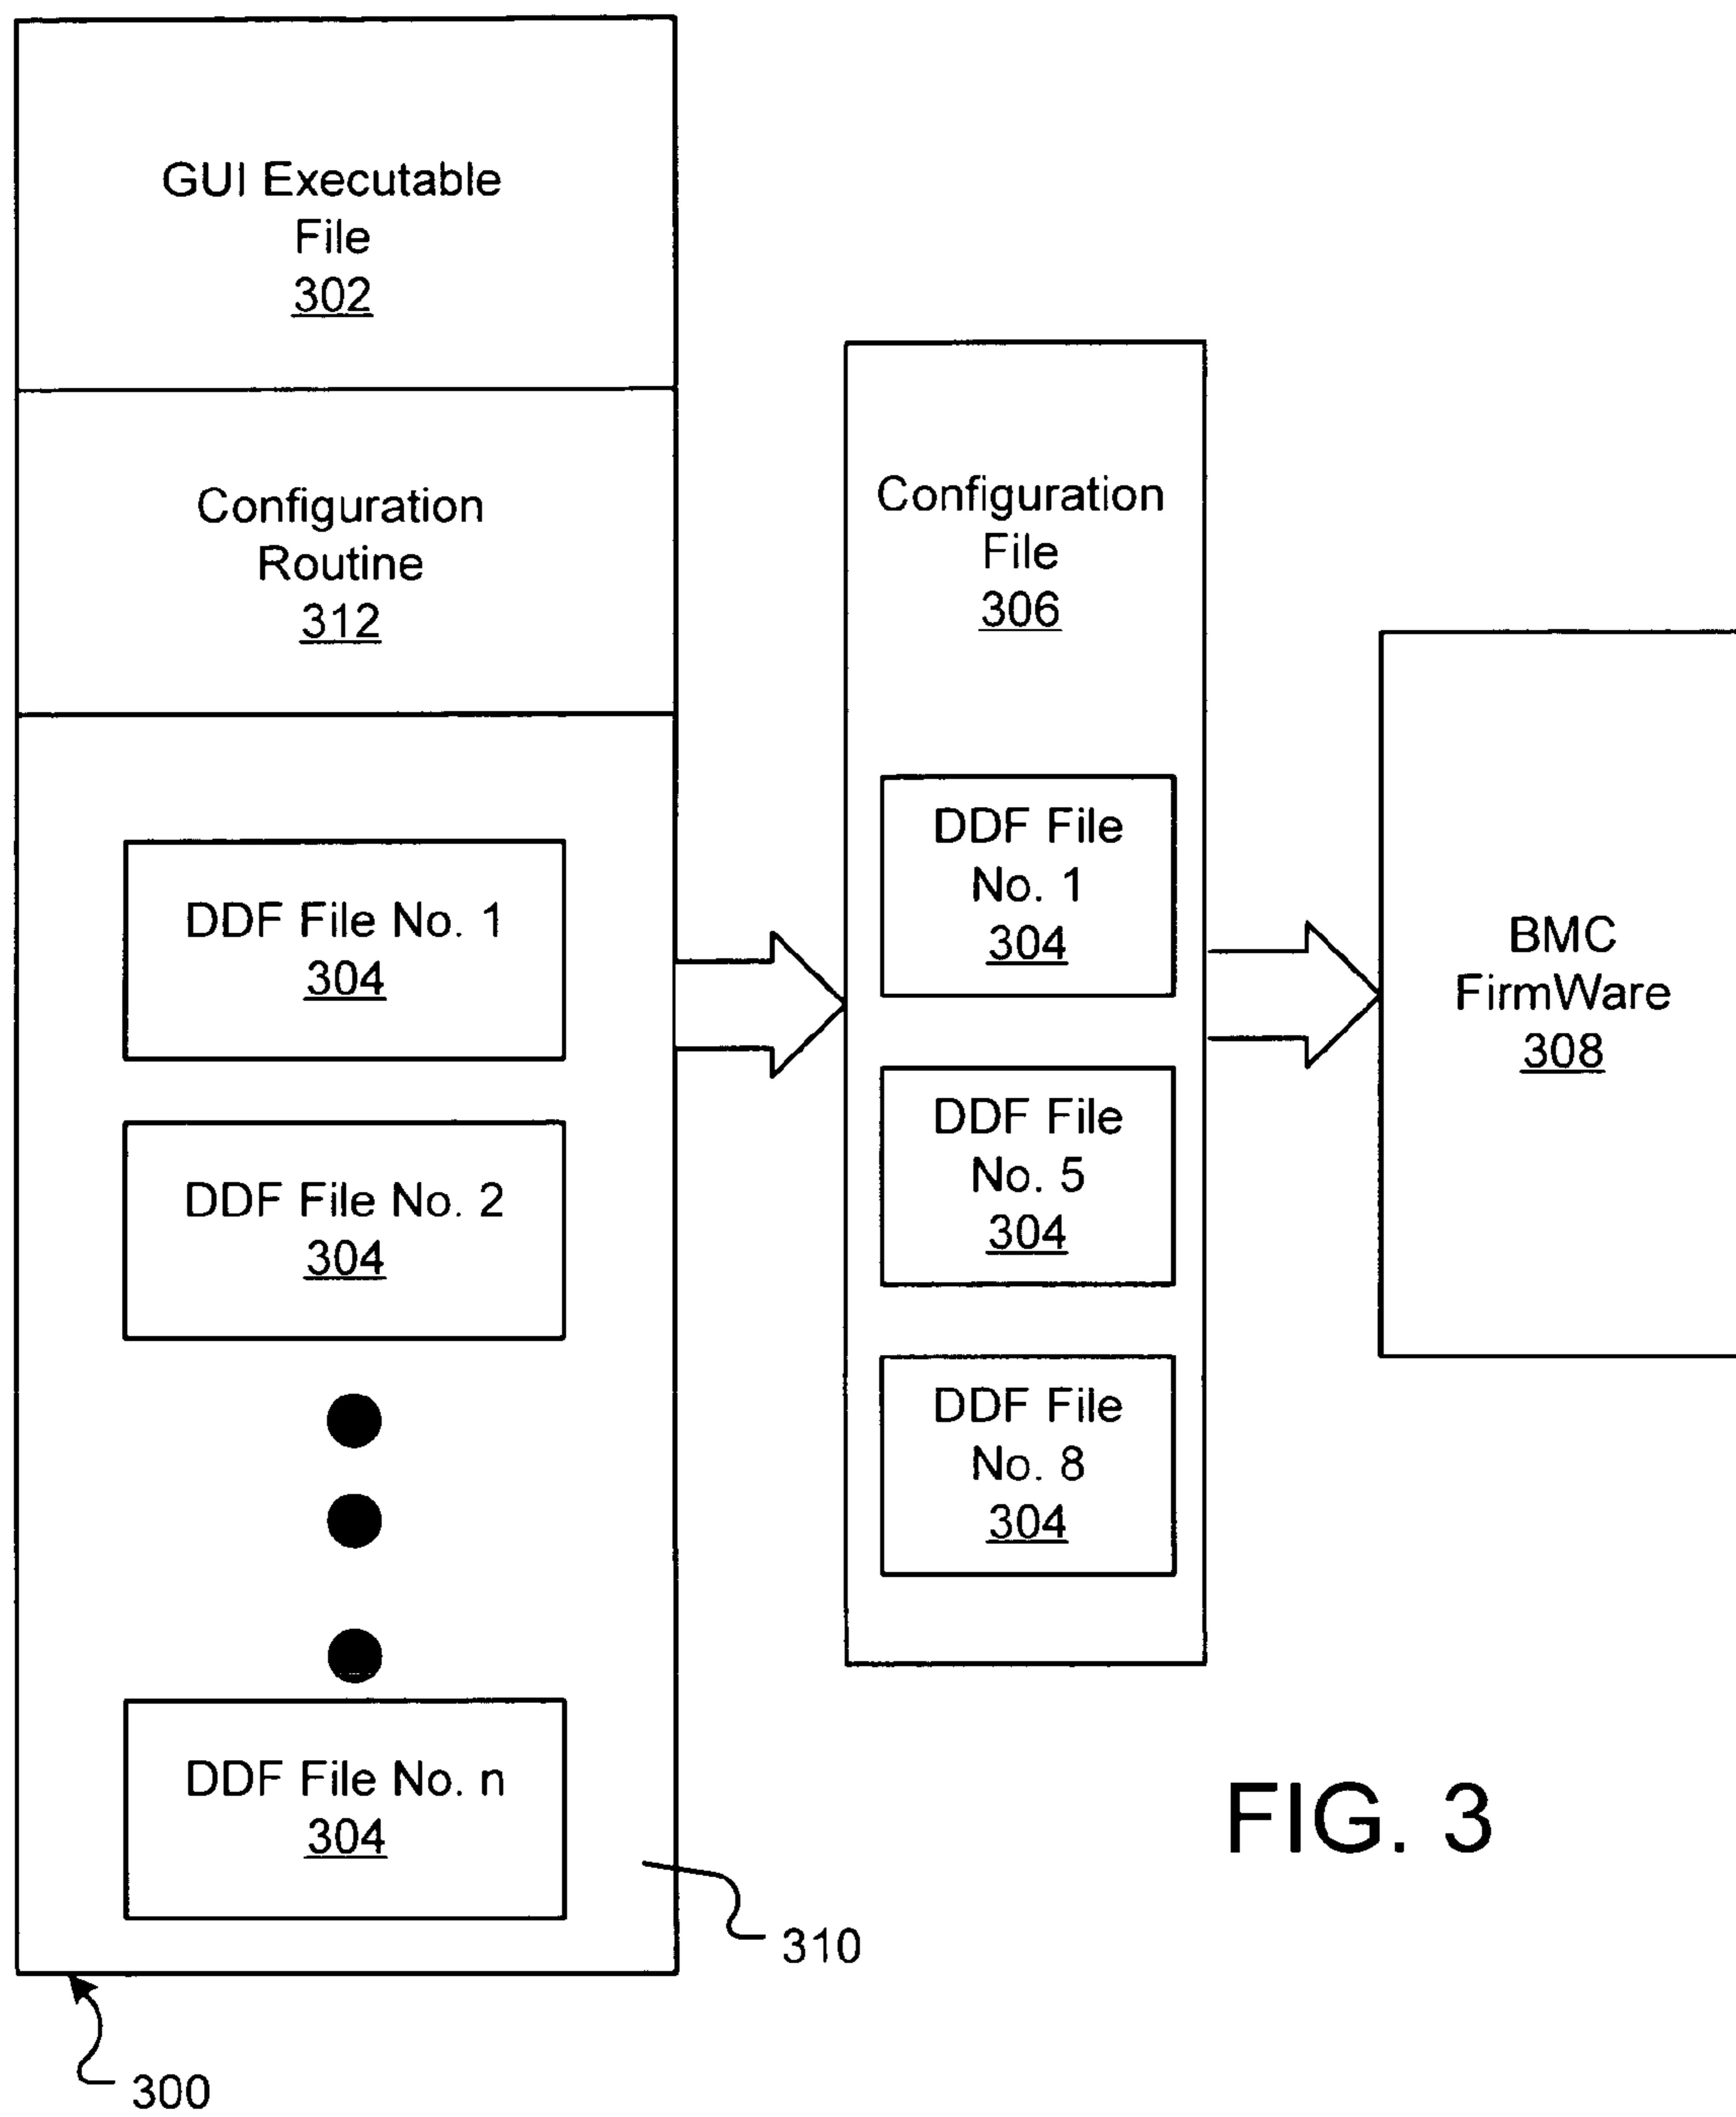 GUI Executable
File
302
Configuration
Routine
312
DDF File No. 1
304
DDF File No. 2
304
DDF File No. n
304
310
300
Configuration
File
306
DDF File
No. 1
304
DDF File
No. 5
304
DDF File
No. 8
304
BMC
FirmWare
308
FIG. 3